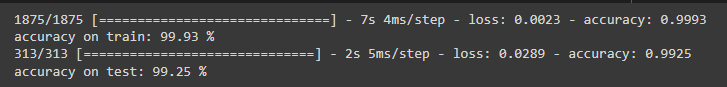 1875/1875 [==============================] - 7s 4ms/step - loss: 0.0023 - accuracy: 0.9993
accuracy on train: 99.93 %
313/313 [==============================] - 2s 5ms/step - loss: 0.0289 - accuracy: 0.9925
accuracy on test: 99.25 %